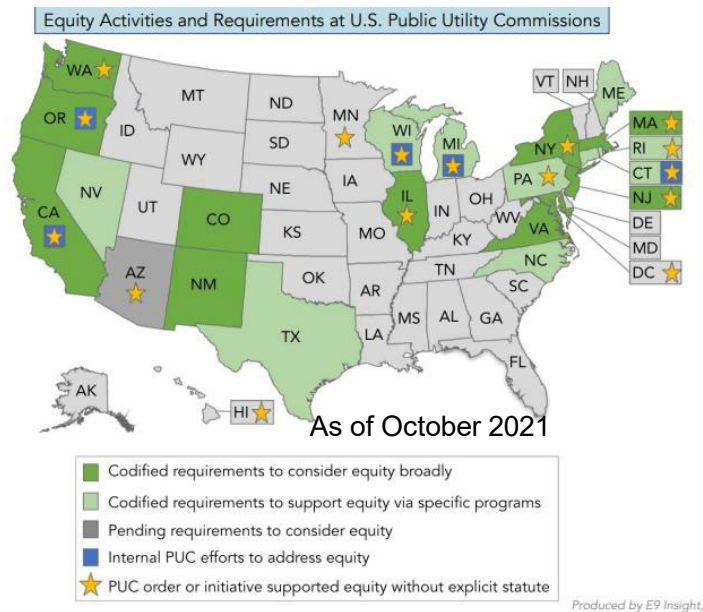 Equity Activities and Requirements at U.S. Public Utility Commissions
WA
MT
ND
MN
VT
NH
ME
OR
ID
SD
WI
MI
NY
MA
WY
RI
NV
NE
IA
PA
CT
CA
UT
CO
IL
IN
OH
NJ
KS
MO
WV
VA
DE
KY
MD
AZ
NM
OK
TN
NC
DC
AR
SC
TX
LA
MS
AL
GA
FL
AK
HI
As of October 2021
Codified requirements to consider equity broadly
Codified requirements to support equity via specific programs
Pending requirements to consider equity
Internal PUC efforts to address equity
PUC order or initiative supported equity without explicit statute
Produced by E9 Insight,